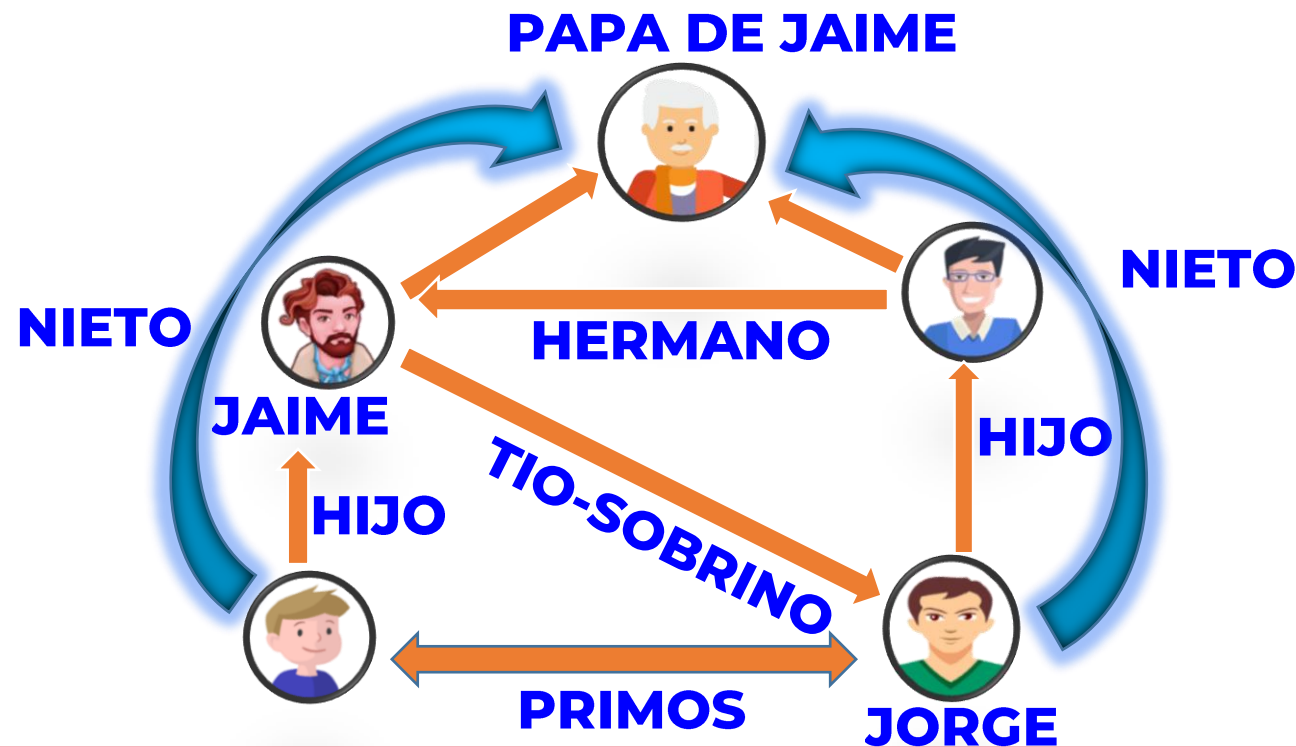 PAPA DE JAIME
NIETO
NIETO
HERMANO
JAIME
HIJO
TIO-SOBRINO
HIJO
PRIMOS
JORGE